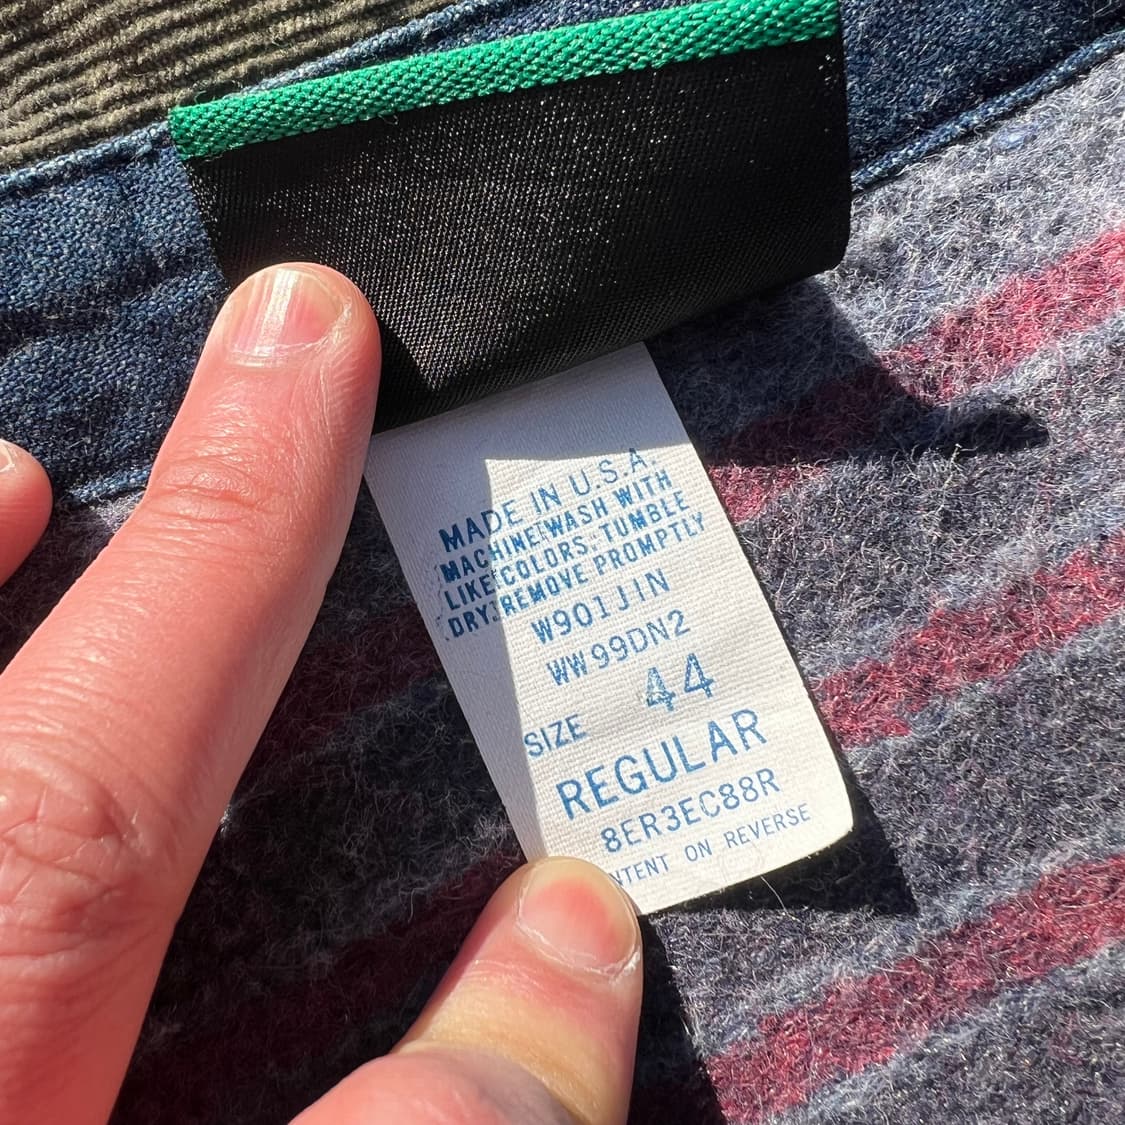 MADE IN U.S.A.
MACHINE WASH WITH
LIKE COLORS. TUMBLE
DRY. REMOVE PROMPTLY
W901JIN
WW99DN2
44
SIZE
REGULAR
8ER3EC88R
NTENT ON REVERSE